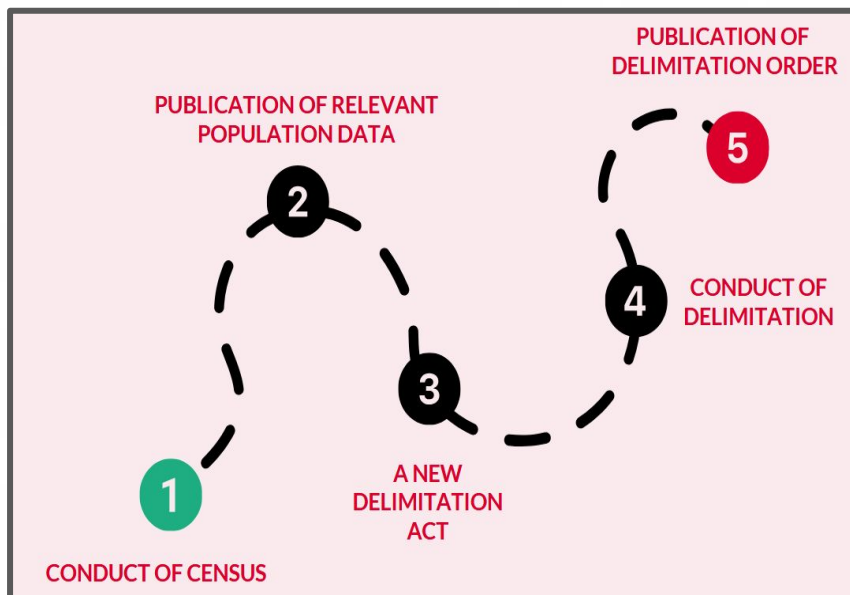 1
CONDUCT OF CENSUS
PUBLICATION OF RELEVANT
POPULATION DATA
2
3
A NEW
DELIMITATION
ACT
4
CONDUCT OF
DELIMITATION
PUBLICATION OF
DELIMITATION ORDER
5